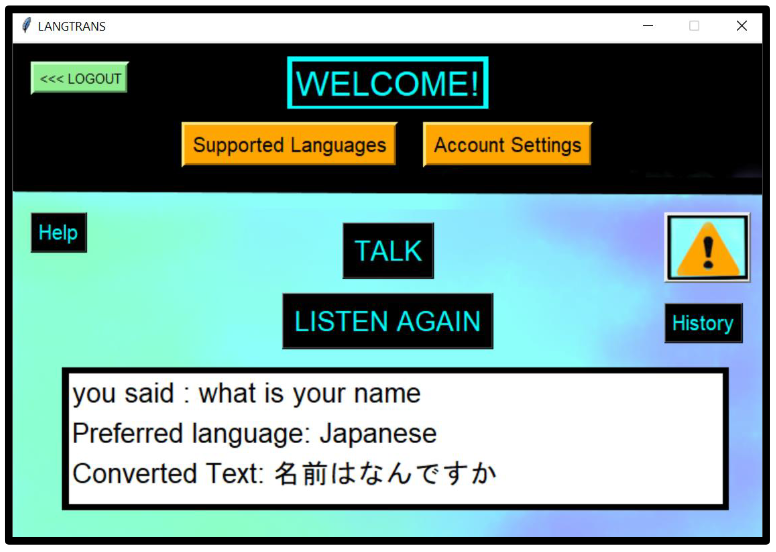 LANGTRANS
<<< LOGOUT
WELCOME!
Supported Languages
Account Settings
Help
TALK
!
LISTEN AGAIN
History
you said : what is your name
Preferred language: Japanese
Converted Text: 名前はなんですか